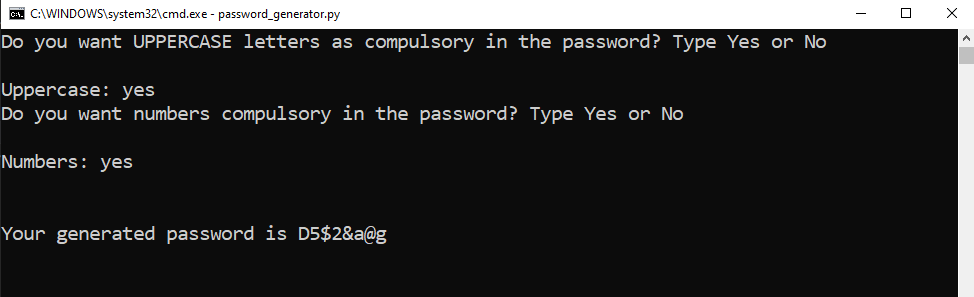 C:\WINDOWS\system32\cmd.exe - password_generator.py
Do you want UPPERCASE letters as compulsory in the password? Type Yes or No
Uppercase: yes
Do you want numbers compulsory in the password? Type Yes or No
Numbers: yes
Your generated password is D5$2&a@g